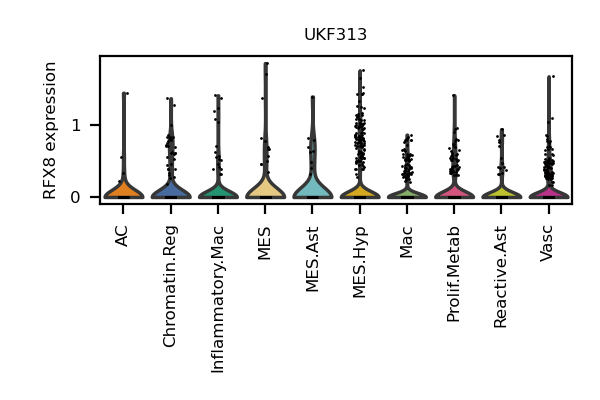 UKF313
RFX8 expression
1
0
AC
Chromatin.Reg
Inflammatory.Mac
MES
MES.Ast
MES.Hyp
Mac
Prolif.Metab
Reactive.Ast
Vasc